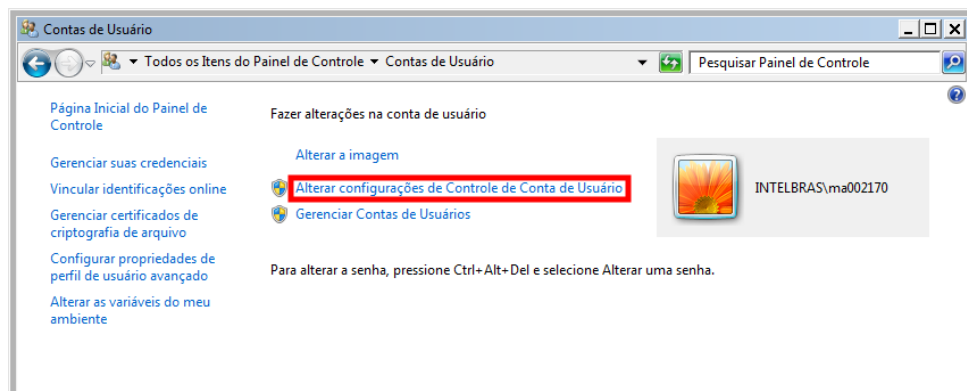 Contas de Usuário
Todos os Itens do Painel de Controle Contas de Usuário
Pesquisar Painel de Controle
Página Inicial do Painel de
Controle
Gerenciar suas credenciais
Vincular identificações online
Gerenciar certificados de
criptografia de arquivo
Configurar propriedades de
perfil de usuário avançado
Alterar as variáveis do meu
ambiente
Fazer alterações na conta de usuário
Alterar a imagem
Alterar configurações de Controle de Conta de Usuário
Gerenciar Contas de Usuários
INTELBRAS\ma002170
Para alterar a senha, pressione Ctrl+Alt+Del e selecione Alterar uma senha.